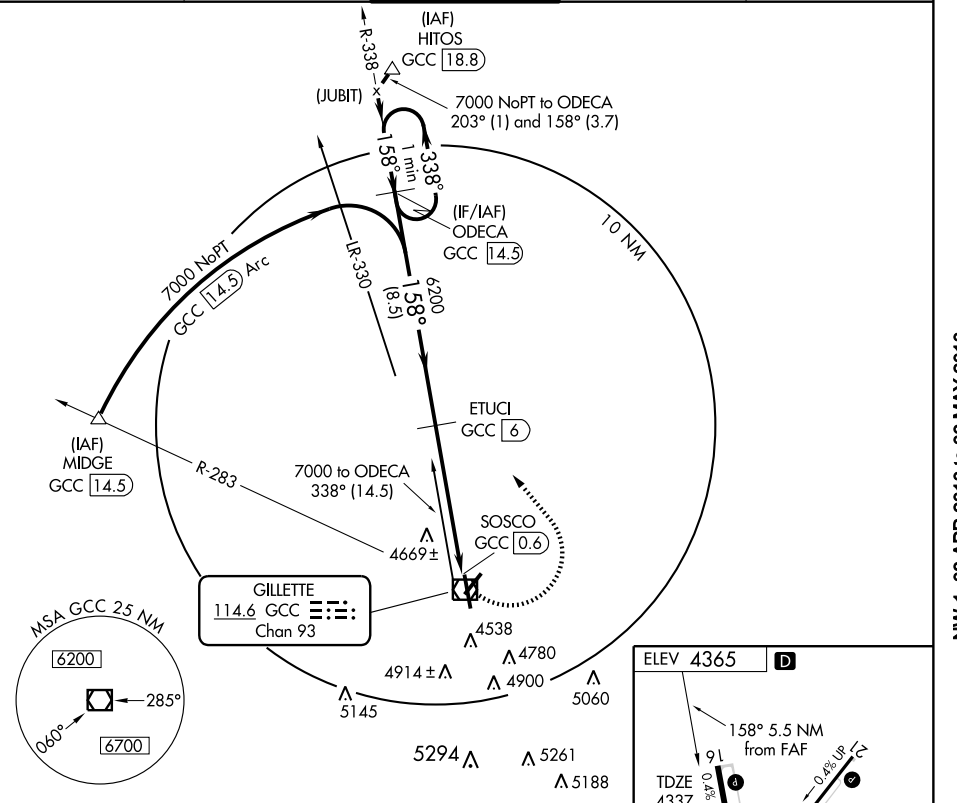 (IAF)
HITOS
GCC 18.8
R-338
(JUBIT)
7000 NoPT to ODECA
203° (1) and 158° (3.7)
158°
1 min
338°
(IF/IAF)
ODECA
GCC 14.5
10 NM
7000 NoPT
GCC 14.5 Arc
LR-330
6200
158°
(8.5)
ETUCI
GCC 6
(IAF)
MIDGE
GCC 14.5
R-283
7000 to ODECA
338° (14.5)
SOSCO
GCC 0.6
4669±
GILLETTE
114.6 GCC
Chan 93
4538
4780
4914±
4900
5060
5145
5294
5261
5188
MSA GCC 25 NM
6200
285°
060°
6700
ELEV 4365
D
158° 5.5 NM
from FAF
16
21
0.4% UP
0.4%
P
P
TDZE
4337